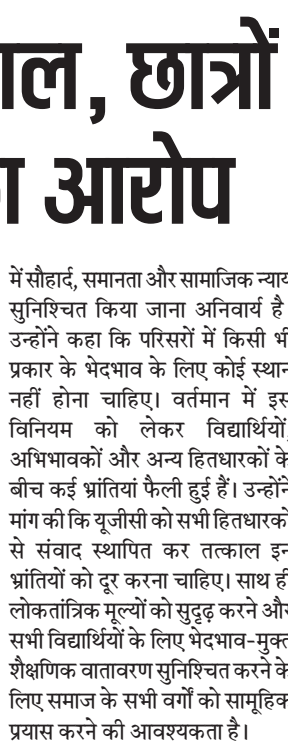 ाल, छात्रों
ा आरोप
में सौहार्द, समानता और सामाजिक न्याय
सुनिश्चित किया जाना अनिवार्य है
उन्होंने कहा कि परिसरों में किसी भी
प्रकार के भेदभाव के लिए कोई स्थान
नहीं होना चाहिए। वर्तमान में इस
विनियम को लेकर विद्यार्थियों,
अभिभावकों और अन्य हितधारकों के
बीच कई भ्रांतियां फैली हुई हैं। उन्होंने
मांग की कि यूजीसी को सभी हितधारकों
से संवाद स्थापित कर तत्काल इन
भ्रांतियों को दूर करना चाहिए। साथ ही
लोकतांत्रिक मूल्यों को सुदृढ़ करने और
सभी विद्यार्थियों के लिए भेदभाव-मुक्त
शैक्षणिक वातावरण सुनिश्चित करने के
लिए समाज के सभी वर्गों को सामूहिक
प्रयास करने की आवश्यकता है।